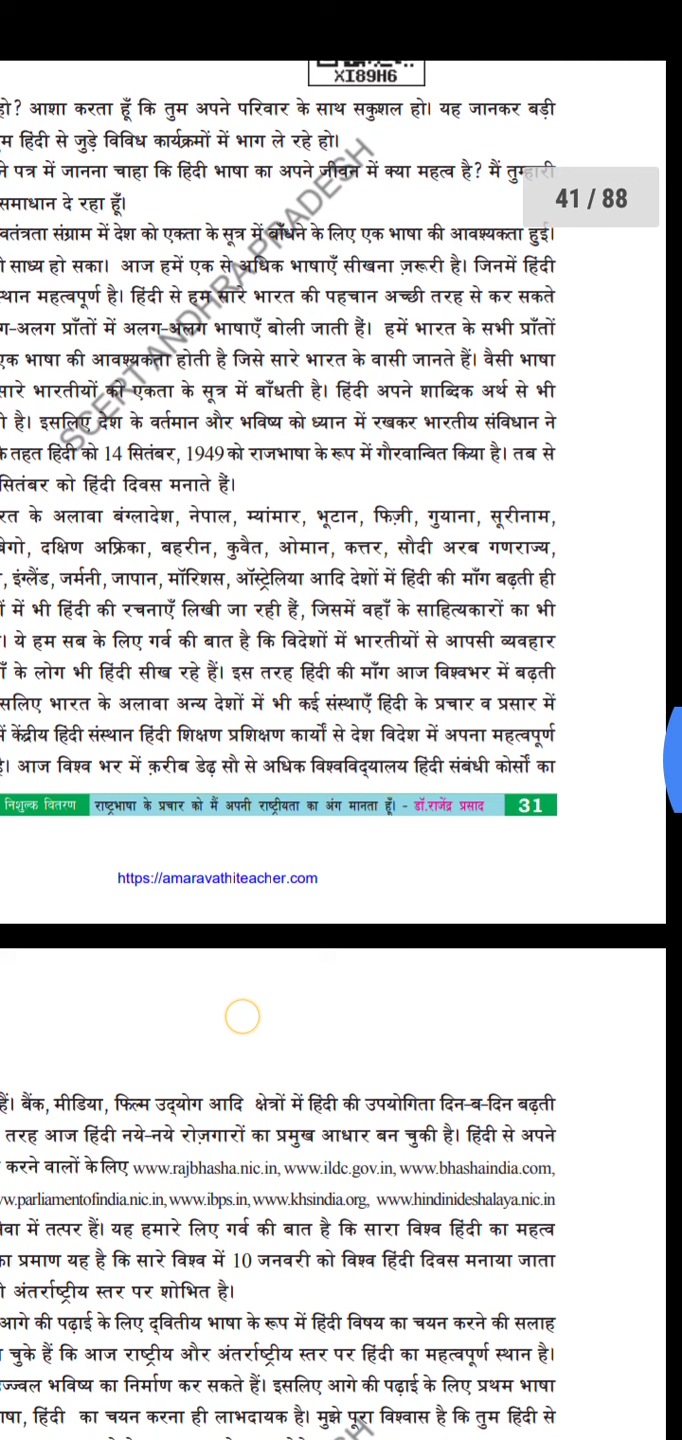 XI89H6
हो? आशा करता हूँ कि तुम अपने परिवार के साथ सकुशल हो। यह जानकर बड़ी
म हिंदी से जुड़े विविध कार्यक्रमों में भाग ले रहे हो।
ने पत्र में जानना चाहा कि हिंदी भाषा का अपने जीवन में क्या महत्व है? मैं तुम्हारी
समाधान दे रहा हूँ।
41 / 88
वतंत्रता संग्राम में देश को एकता के सूत्र में बाँधने के लिए एक भाषा की आवश्यकता हुई।
साध्य हो सका। आज हमें एक से अधिक भाषाएँ सीखना ज़रूरी है। जिनमें हिंदी
थान महत्वपूर्ण है। हिंदी से हम सारे भारत की पहचान अच्छी तरह से कर सकते
ग-अलग प्राँतों में अलग-अलग भाषाएँ बोली जाती हैं। हमें भारत के सभी प्राँतों
एक भाषा की आवश्यकता होती है जिसे सारे भारत के वासी जानते हैं। वैसी भाषा
सारे भारतीयों को एकता के सूत्र में बाँधती है। हिंदी अपने शाब्दिक अर्थ से भी
है। इसलिए देश के वर्तमान और भविष्य को ध्यान में रखकर भारतीय संविधान ने
के तहत हिंदी को 14 सितंबर, 1949 को राजभाषा के रूप में गौरवान्वित किया है। तब से
सितंबर को हिंदी दिवस मनाते हैं।
SCERT ANDHRA PRADESH
रत के अलावा बंग्लादेश, नेपाल, म्यांमार, भूटान, फिज़ी, गुयाना, सूरीनाम,
बेगो, दक्षिण अफ्रिका, बहरीन, कुवैत, ओमान, कत्तर, सौदी अरब गणराज्य,
, इंग्लैंड, जर्मनी, जापान, मॉरिशस, ऑस्ट्रेलिया आदि देशों में हिंदी की माँग बढ़ती ही
में भी हिंदी की रचनाएँ लिखी जा रही हैं, जिसमें वहाँ के साहित्यकारों का भी
। ये हम सब के लिए गर्व की बात है कि विदेशों में भारतीयों से आपसी व्यवहार
ाँ के लोग भी हिंदी सीख रहे हैं। इस तरह हिंदी की माँग आज विश्वभर में बढ़ती
सलिए भारत के अलावा अन्य देशों में भी कई संस्थाएँ हिंदी के प्रचार व प्रसार में
में केंद्रीय हिंदी संस्थान हिंदी शिक्षण प्रशिक्षण कार्यों से देश विदेश में अपना महत्वपूर्ण
है। आज विश्व भर में क़रीब डेढ़ सौ से अधिक विश्वविद्यालय हिंदी संबंधी कोर्सों का
निशुल्क वितरण राष्ट्रभाषा के प्रचार को मैं अपनी राष्ट्रीयता का अंग मानता हूँ। - डॉ.राजेंद्र प्रसाद 31
https://amaravathiteacher.com
हैं। बैंक, मीडिया, फिल्म उद्योग आदि क्षेत्रों में हिंदी की उपयोगिता दिन-ब-दिन बढ़ती
तरह आज हिंदी नये-नये रोज़गारों का प्रमुख आधार बन चुकी है। हिंदी से अपने
करने वालों के लिए www.rajbhasha.nic.in, www.ildc.gov.in, www.bhashaindia.com,
w.parliamentofindia.nic.in, www.ibps.in, www.khsindia.org, www.hindinideshalaya.nic.in
वा में तत्पर हैं। यह हमारे लिए गर्व की बात है कि सारा विश्व हिंदी का महत्व
का प्रमाण यह है कि सारे विश्व में 10 जनवरी को विश्व हिंदी दिवस मनाया जाता
अंतर्राष्ट्रीय स्तर पर शोभित है।
आगे की पढ़ाई के लिए द्वितीय भाषा के रूप में हिंदी विषय का चयन करने की सलाह
चुके हैं कि आज राष्ट्रीय और अंतर्राष्ट्रीय स्तर पर हिंदी का महत्वपूर्ण स्थान है।
ज्ज्वल भविष्य का निर्माण कर सकते हैं। इसलिए आगे की पढ़ाई के लिए प्रथम भाषा
ाषा, हिंदी का चयन करना ही लाभदायक है। मुझे पूरा विश्वास है कि तुम हिंदी से